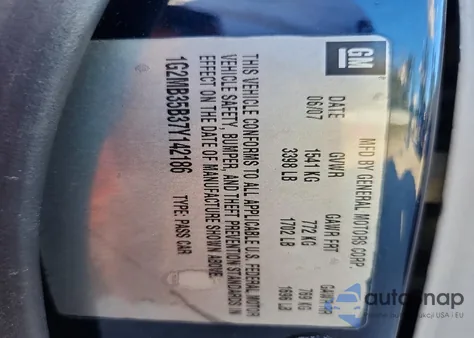 GM
MFD BY GENERAL MOTORS CORP
DATE GVWR GAWR FRT GAWR RR
06/07 1541 KG 772 KG 769 KG
3398 LB 1702 LB 1696 LB
THIS VEHICLE CONFORMS TO ALL APPLICABLE U.S. FEDERAL MOTOR
VEHICLE SAFETY, BUMPER, AND THEFT PREVENTION STANDARDS IN
EFFECT ON THE DATE OF MANUFACTURE SHOWN ABOVE.
1G2MB35B37Y142186 TYPE: PASS CAR
autosnap